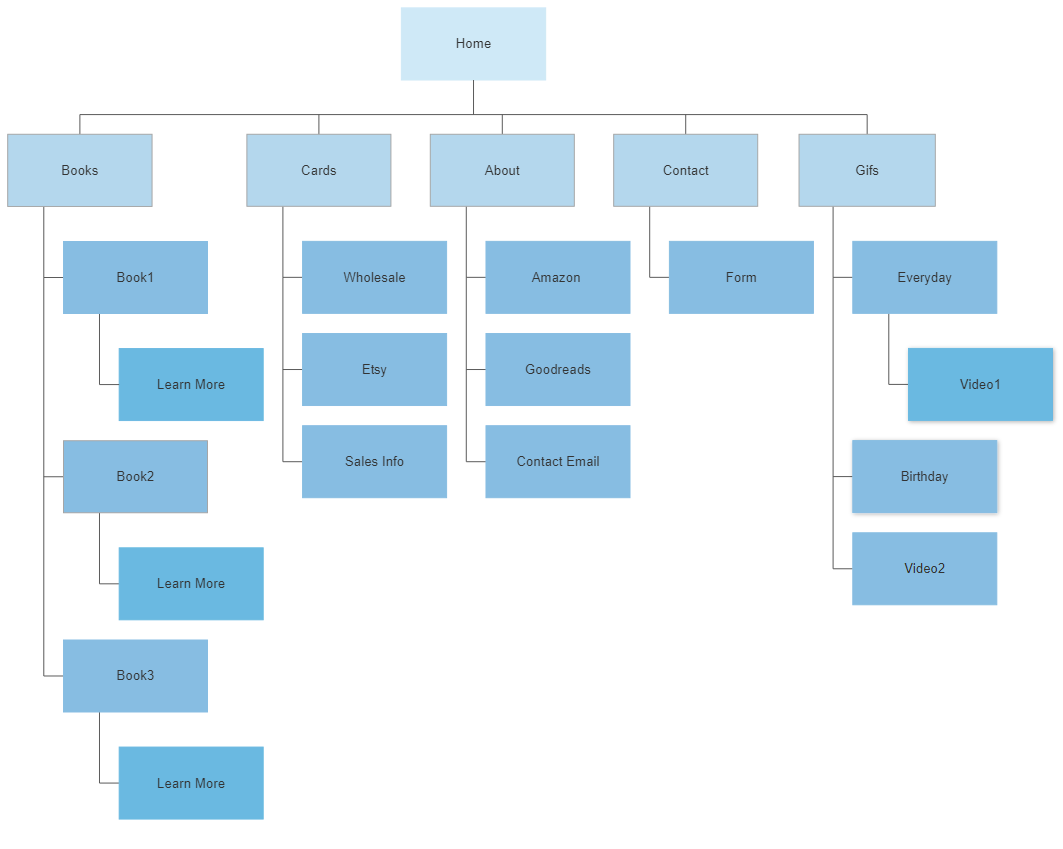 Home
Books
Cards
About
Contact
Gifs
Book1
Wholesale
Amazon
Form
Everyday
Learn More
Etsy
Goodreads
Video1
Book2
Sales Info
Contact Email
Birthday
Learn More
Video2
Book3
Learn More